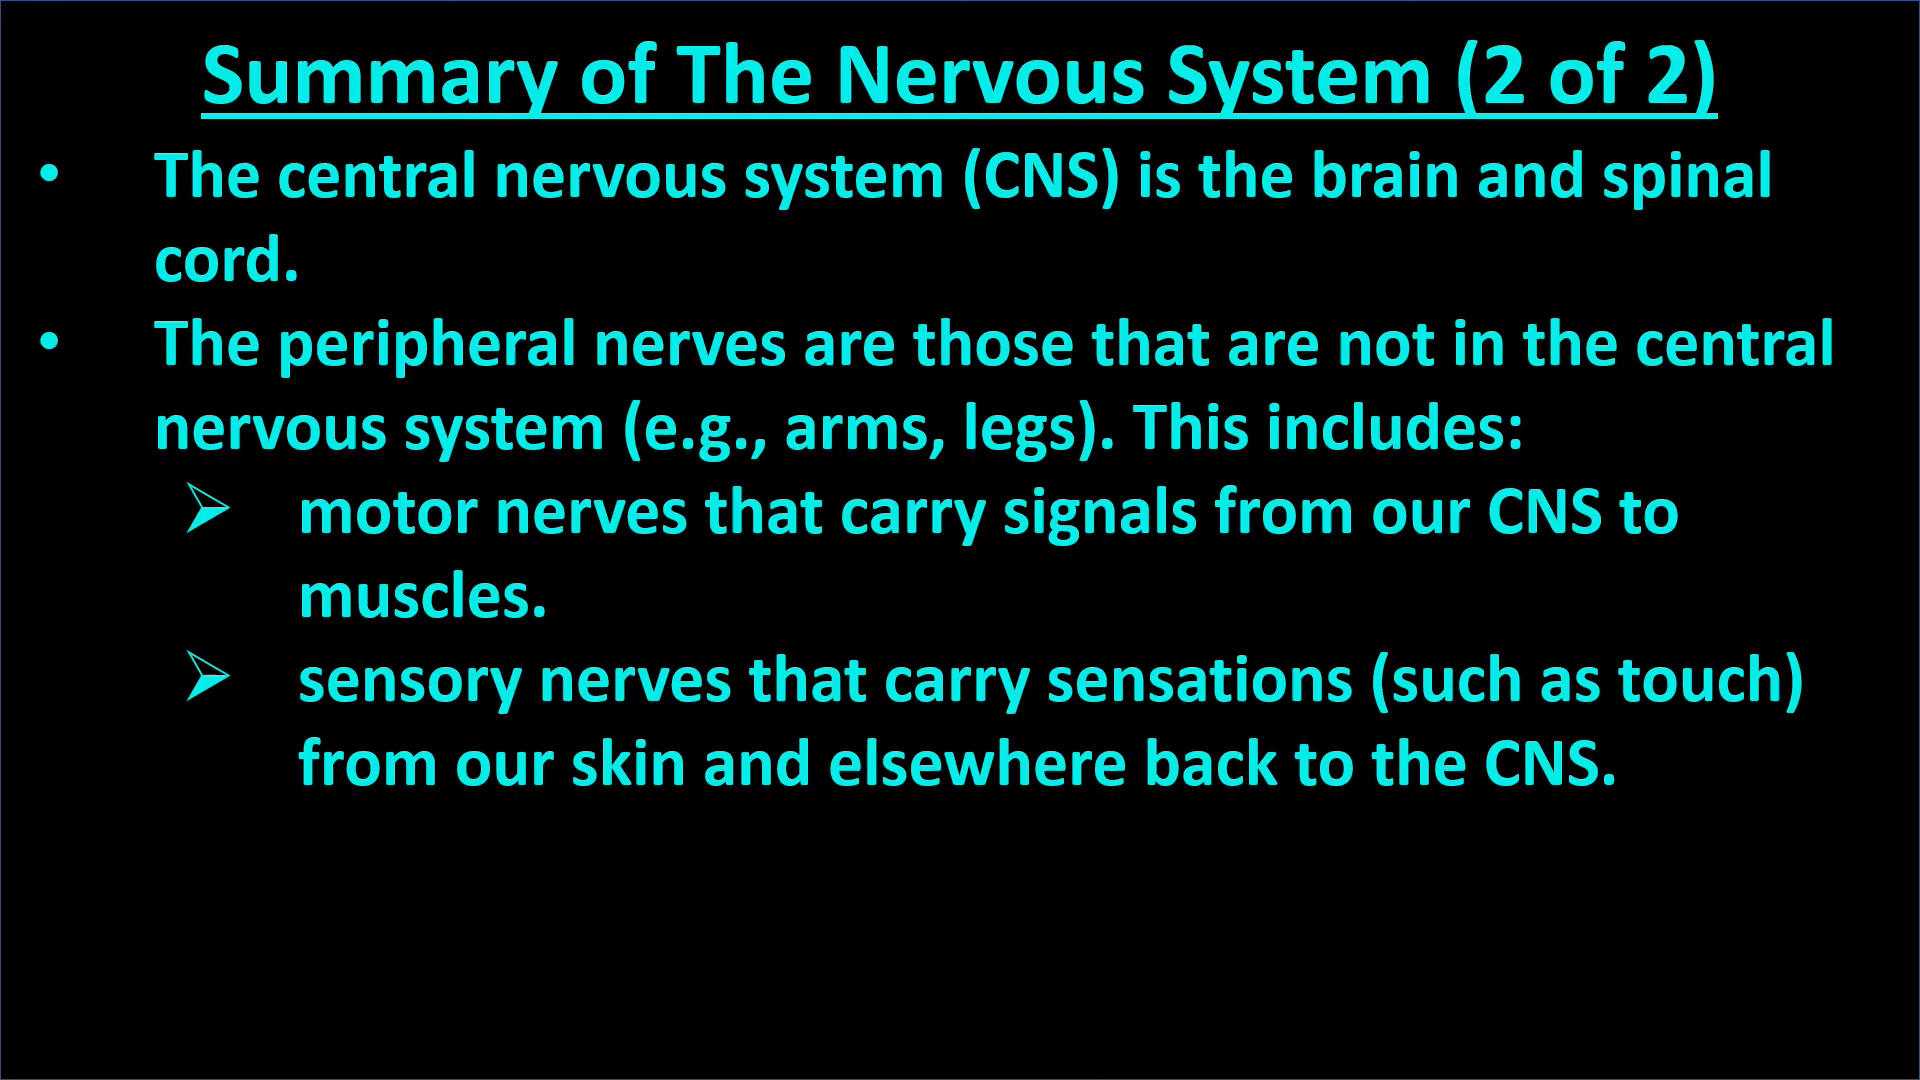 Summary of The Nervous System (2 of 2)
• The central nervous system (CNS) is the brain and spinal
cord.
• The peripheral nerves are those that are not in the central
nervous system (e.g., arms, legs). This includes:
➢ motor nerves that carry signals from our CNS to
muscles.
➢ sensory nerves that carry sensations (such as touch)
from our skin and elsewhere back to the CNS.